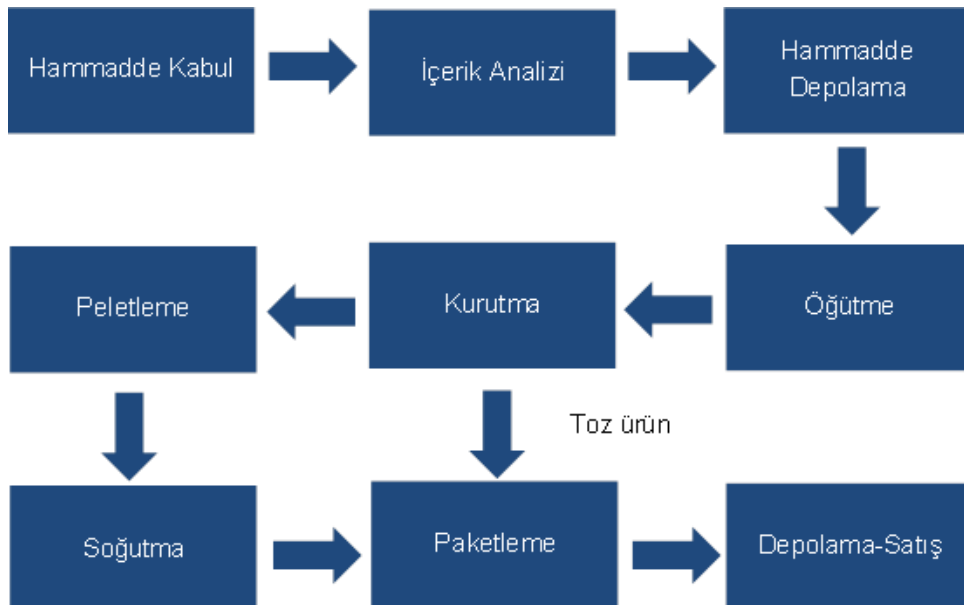 Hammadde Kabul
İçerik Analizi
Hammadde
Depolama
Peletleme
Kurutma
Öğütme
Toz ürün
Soğutma
Paketleme
Depolama-Satış